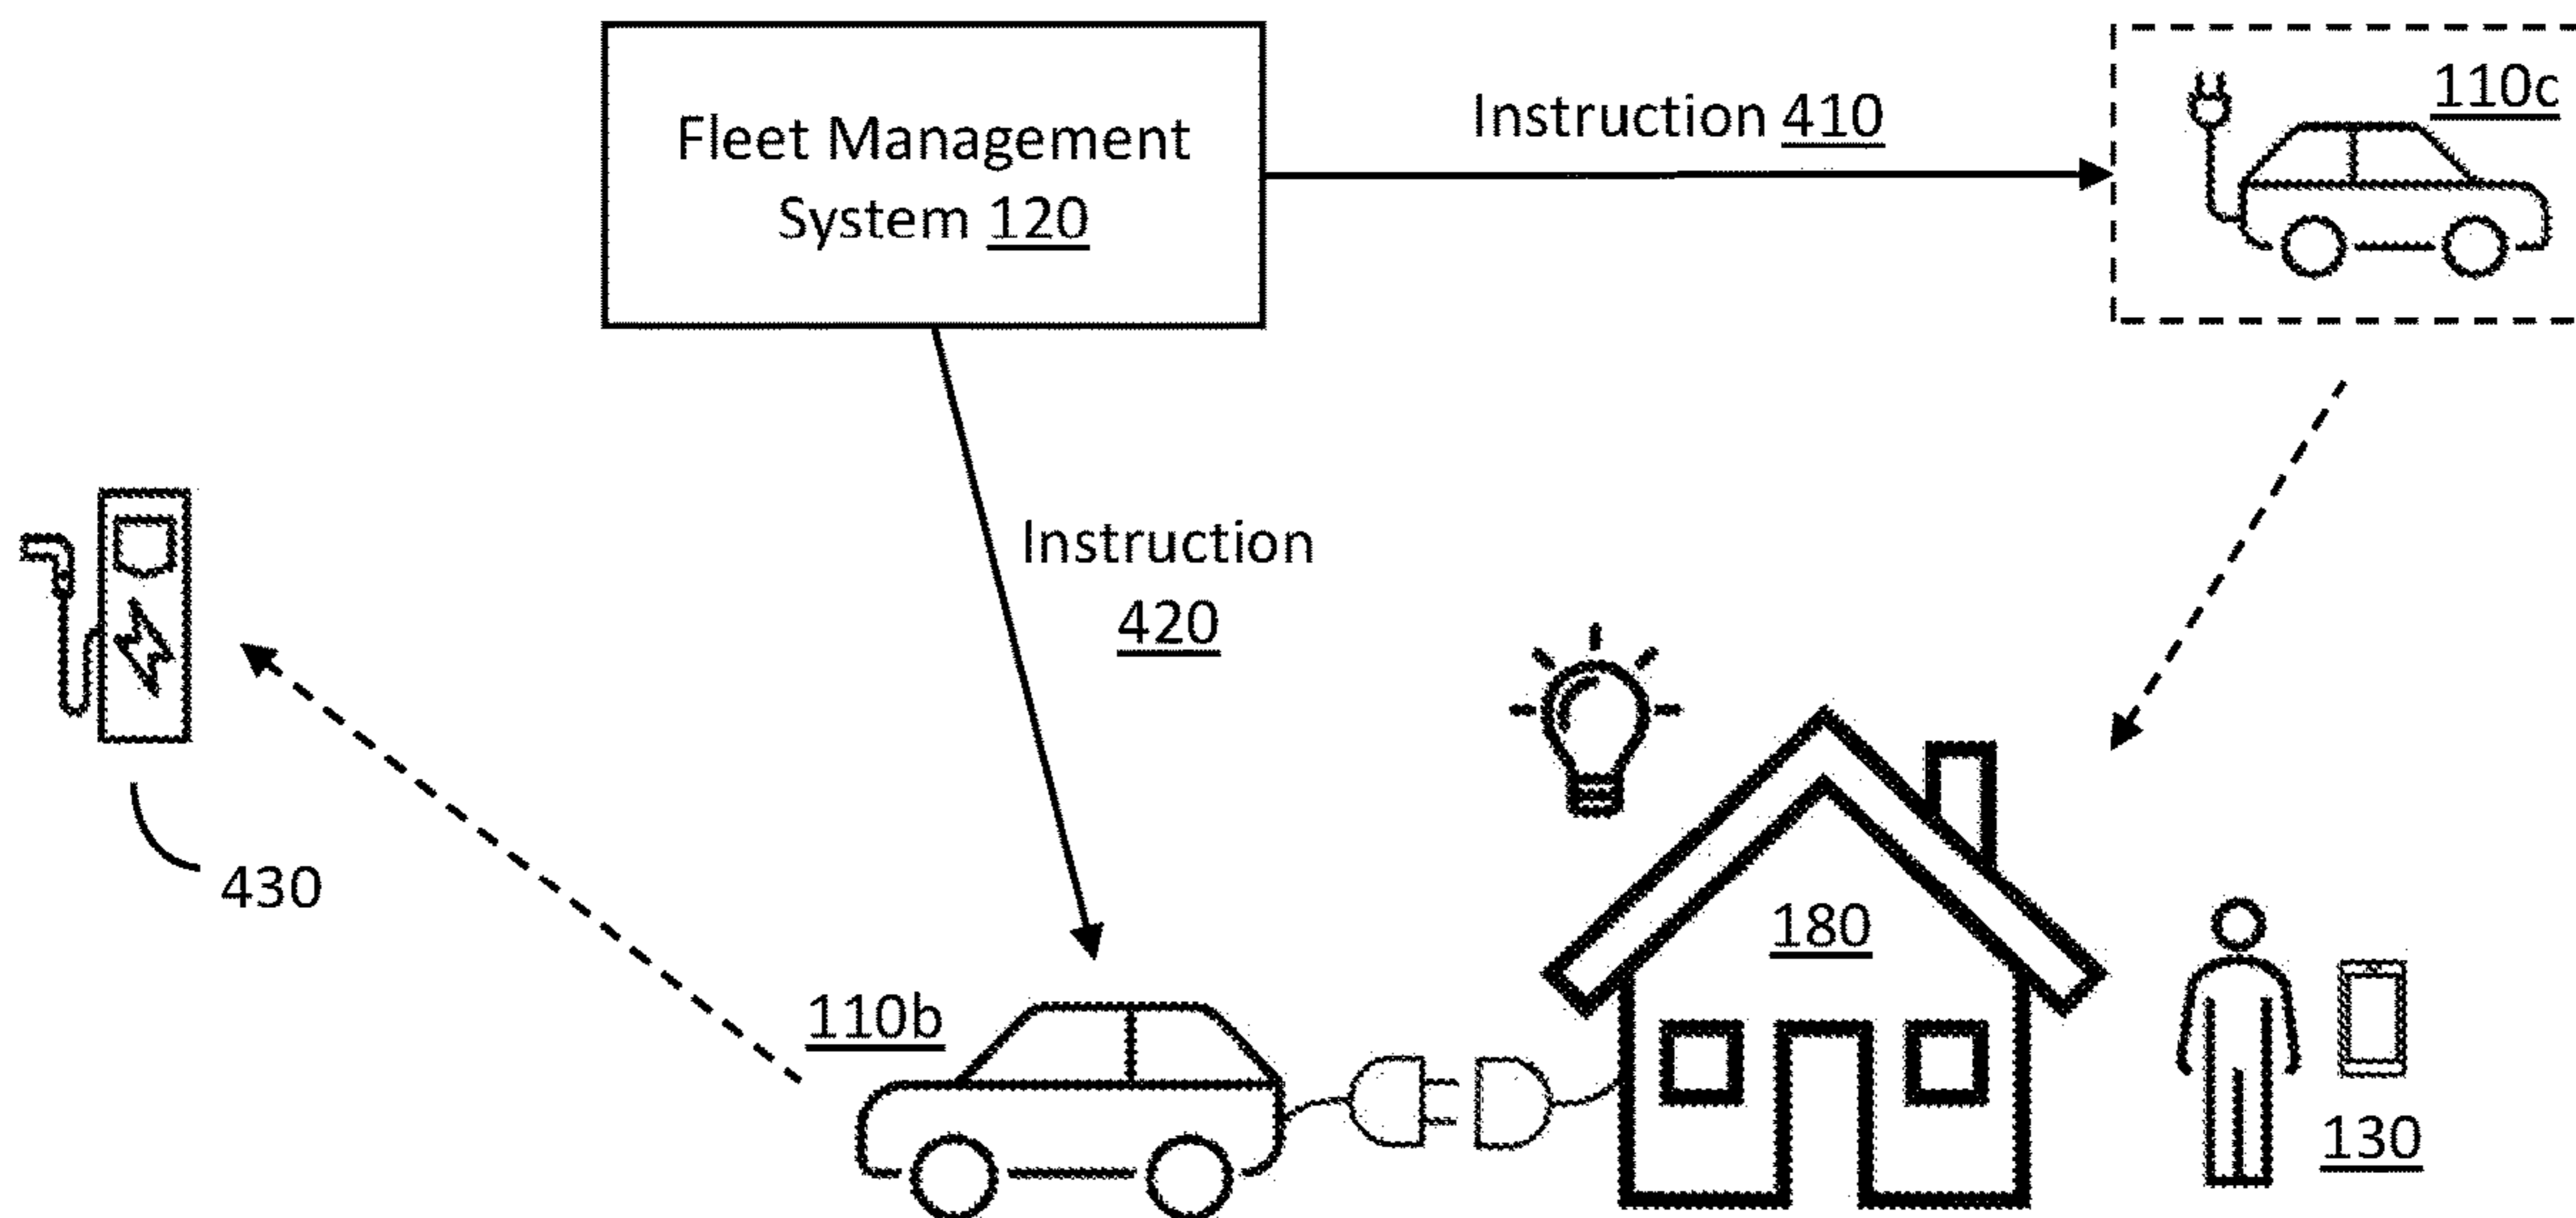 Fleet Management
System 120
Instruction 410
110c
Instruction
420
430
110b
180
130